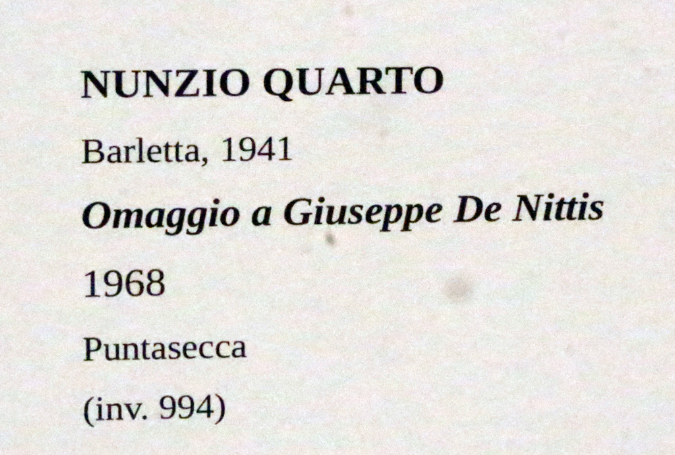 NUNZIO QUARTO
Barletta, 1941
Omaggio a Giuseppe De Nittis
1968
Puntasecca
(inv. 994)